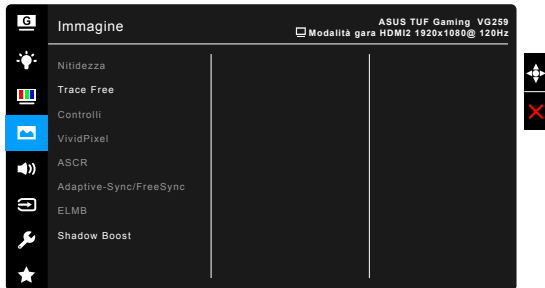 G
Immagine
ASUS TUF Gaming VG259
Modalità gara HDMI2 1920x1080@ 120Hz
Nitidezza
Trace Free
Controlli
VividPixel
ASCR
Adaptive-Sync/FreeSync
ELMB
Shadow Boost